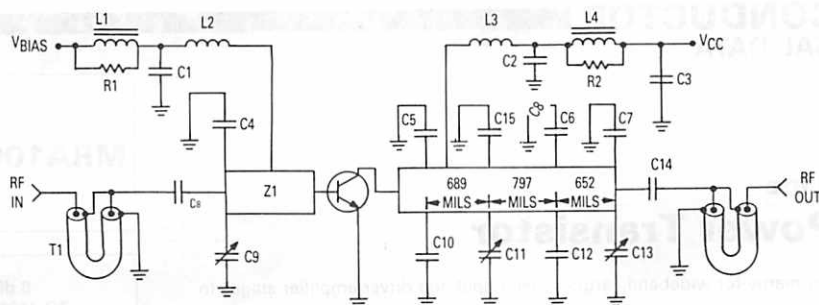 CONDUCTOR
L1
L2
L3
L4
VBIAS
VCC
R1
C1
C2
R2
C3
C4
C5
C15
C8
C6
C7
MRA10
RF
IN
C8
Z1
689
MILS
797
MILS
652
MILS
C14
RF
OUT
T1
C9
C10
C11
C12
C13
Power Transistor